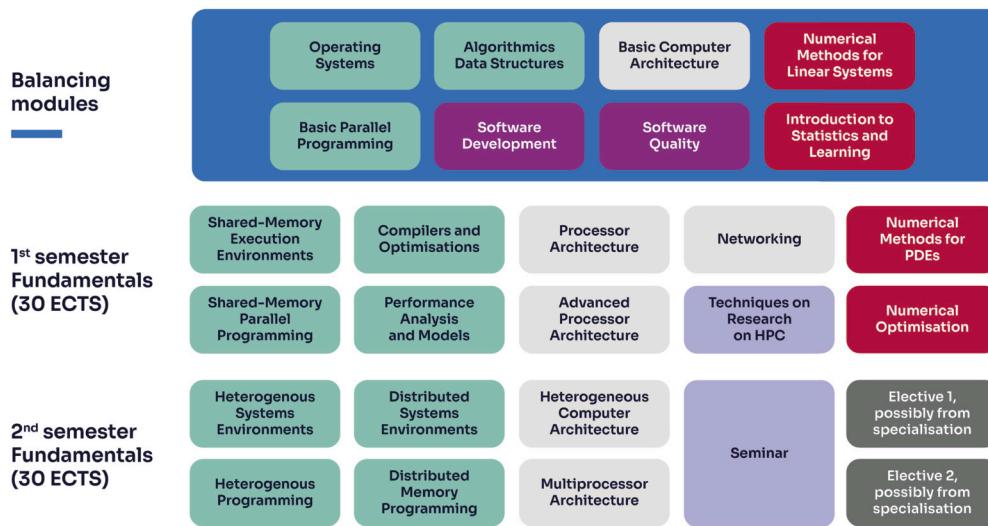 Balancing
modules
Operating
Systems
Algorithmics
Data Structures
Basic Computer
Architecture
Numerical
Methods for
Linear Systems
Basic Parallel
Programming
Software
Development
Software
Quality
Introduction to
Statistics and
Learning
1st semester
Fundamentals
(30 ECTS)
Shared-Memory
Execution
Environments
Compilers and
Optimisations
Processor
Architecture
Networking
Numerical
Methods for
PDEs
Shared-Memory
Parallel
Programming
Performance
Analysis
and Models
Advanced
Processor
Architecture
Techniques on
Research
on HPC
Numerical
Optimisation
2nd semester
Fundamentals
(30 ECTS)
Heterogenous
Systems
Environments
Distributed
Systems
Environments
Heterogeneous
Computer
Architecture
Seminar
Elective 1,
possibly from
specialisation
Heterogenous
Programming
Distributed
Memory
Programming
Multiprocessor
Architecture
Elective 2,
possibly from
specialisation